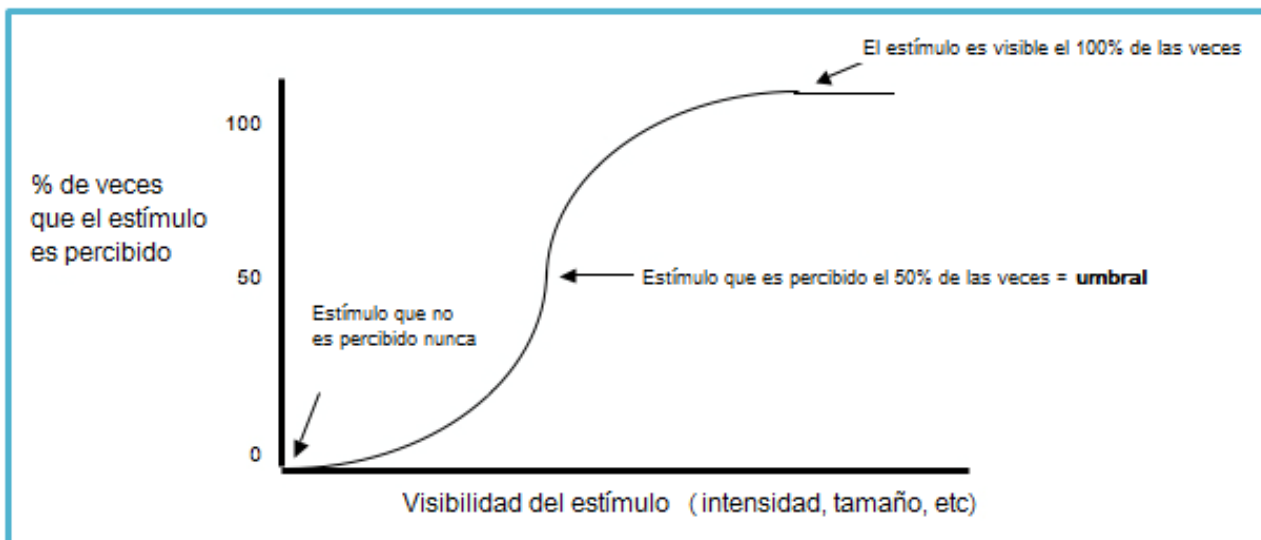 El estímulo es visible el 100% de las veces
100
% de veces
que el estímulo
es percibido
50
Estímulo que es percibido el 50% de las veces = umbral
Estímulo que no
es percibido nunca
0
Visibilidad del estímulo (intensidad, tamaño, etc)